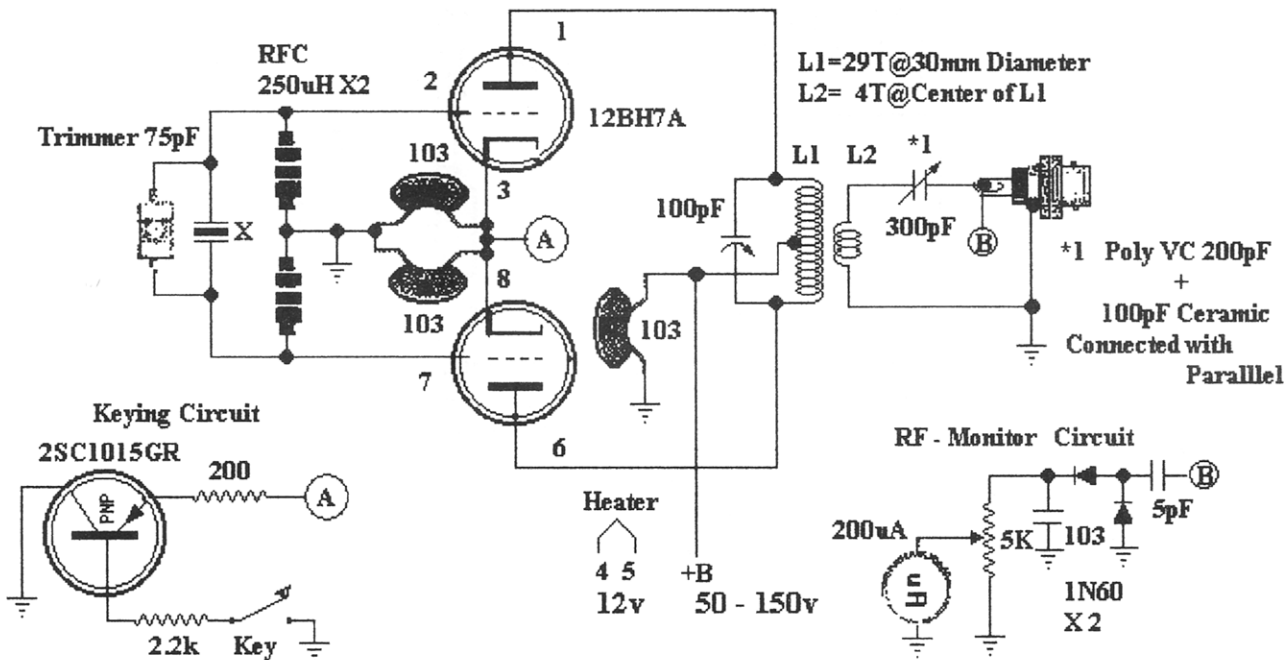 1
RFC
250uH X2
2
L1=29T@30mm Diameter
L2= 4T@Center of L1
12BH7A
Trimmer 75pF
103
3
L1
L2
*1
100pF
300pF
X
A
B
8
*1 Poly VC 200pF
+
100pF Ceramic
Connected with
Paralllel
103
103
7
Keying Circuit
2SC1015GR
6
RF - Monitor Circuit
200
A
PNP
Heater
B
5pF
200uA
5K
103
4 5
+B
uA
12v
50 - 150v
1N60
X 2
2.2k
Key